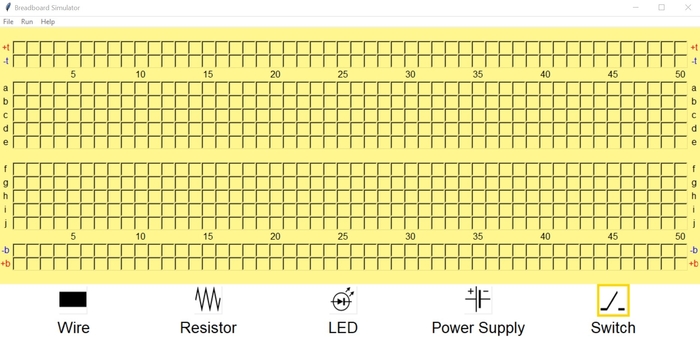 Breadboard Simulator
File Run Help
+t +t
-t -t
5 10 15 20 25 30 35 40 45 50
a a
b b
c c
d d
e e
f f
g g
h h
i i
j j
5 10 15 20 25 30 35 40 45 50
-b -b
+b +b
Wire Resistor LED Power Supply Switch